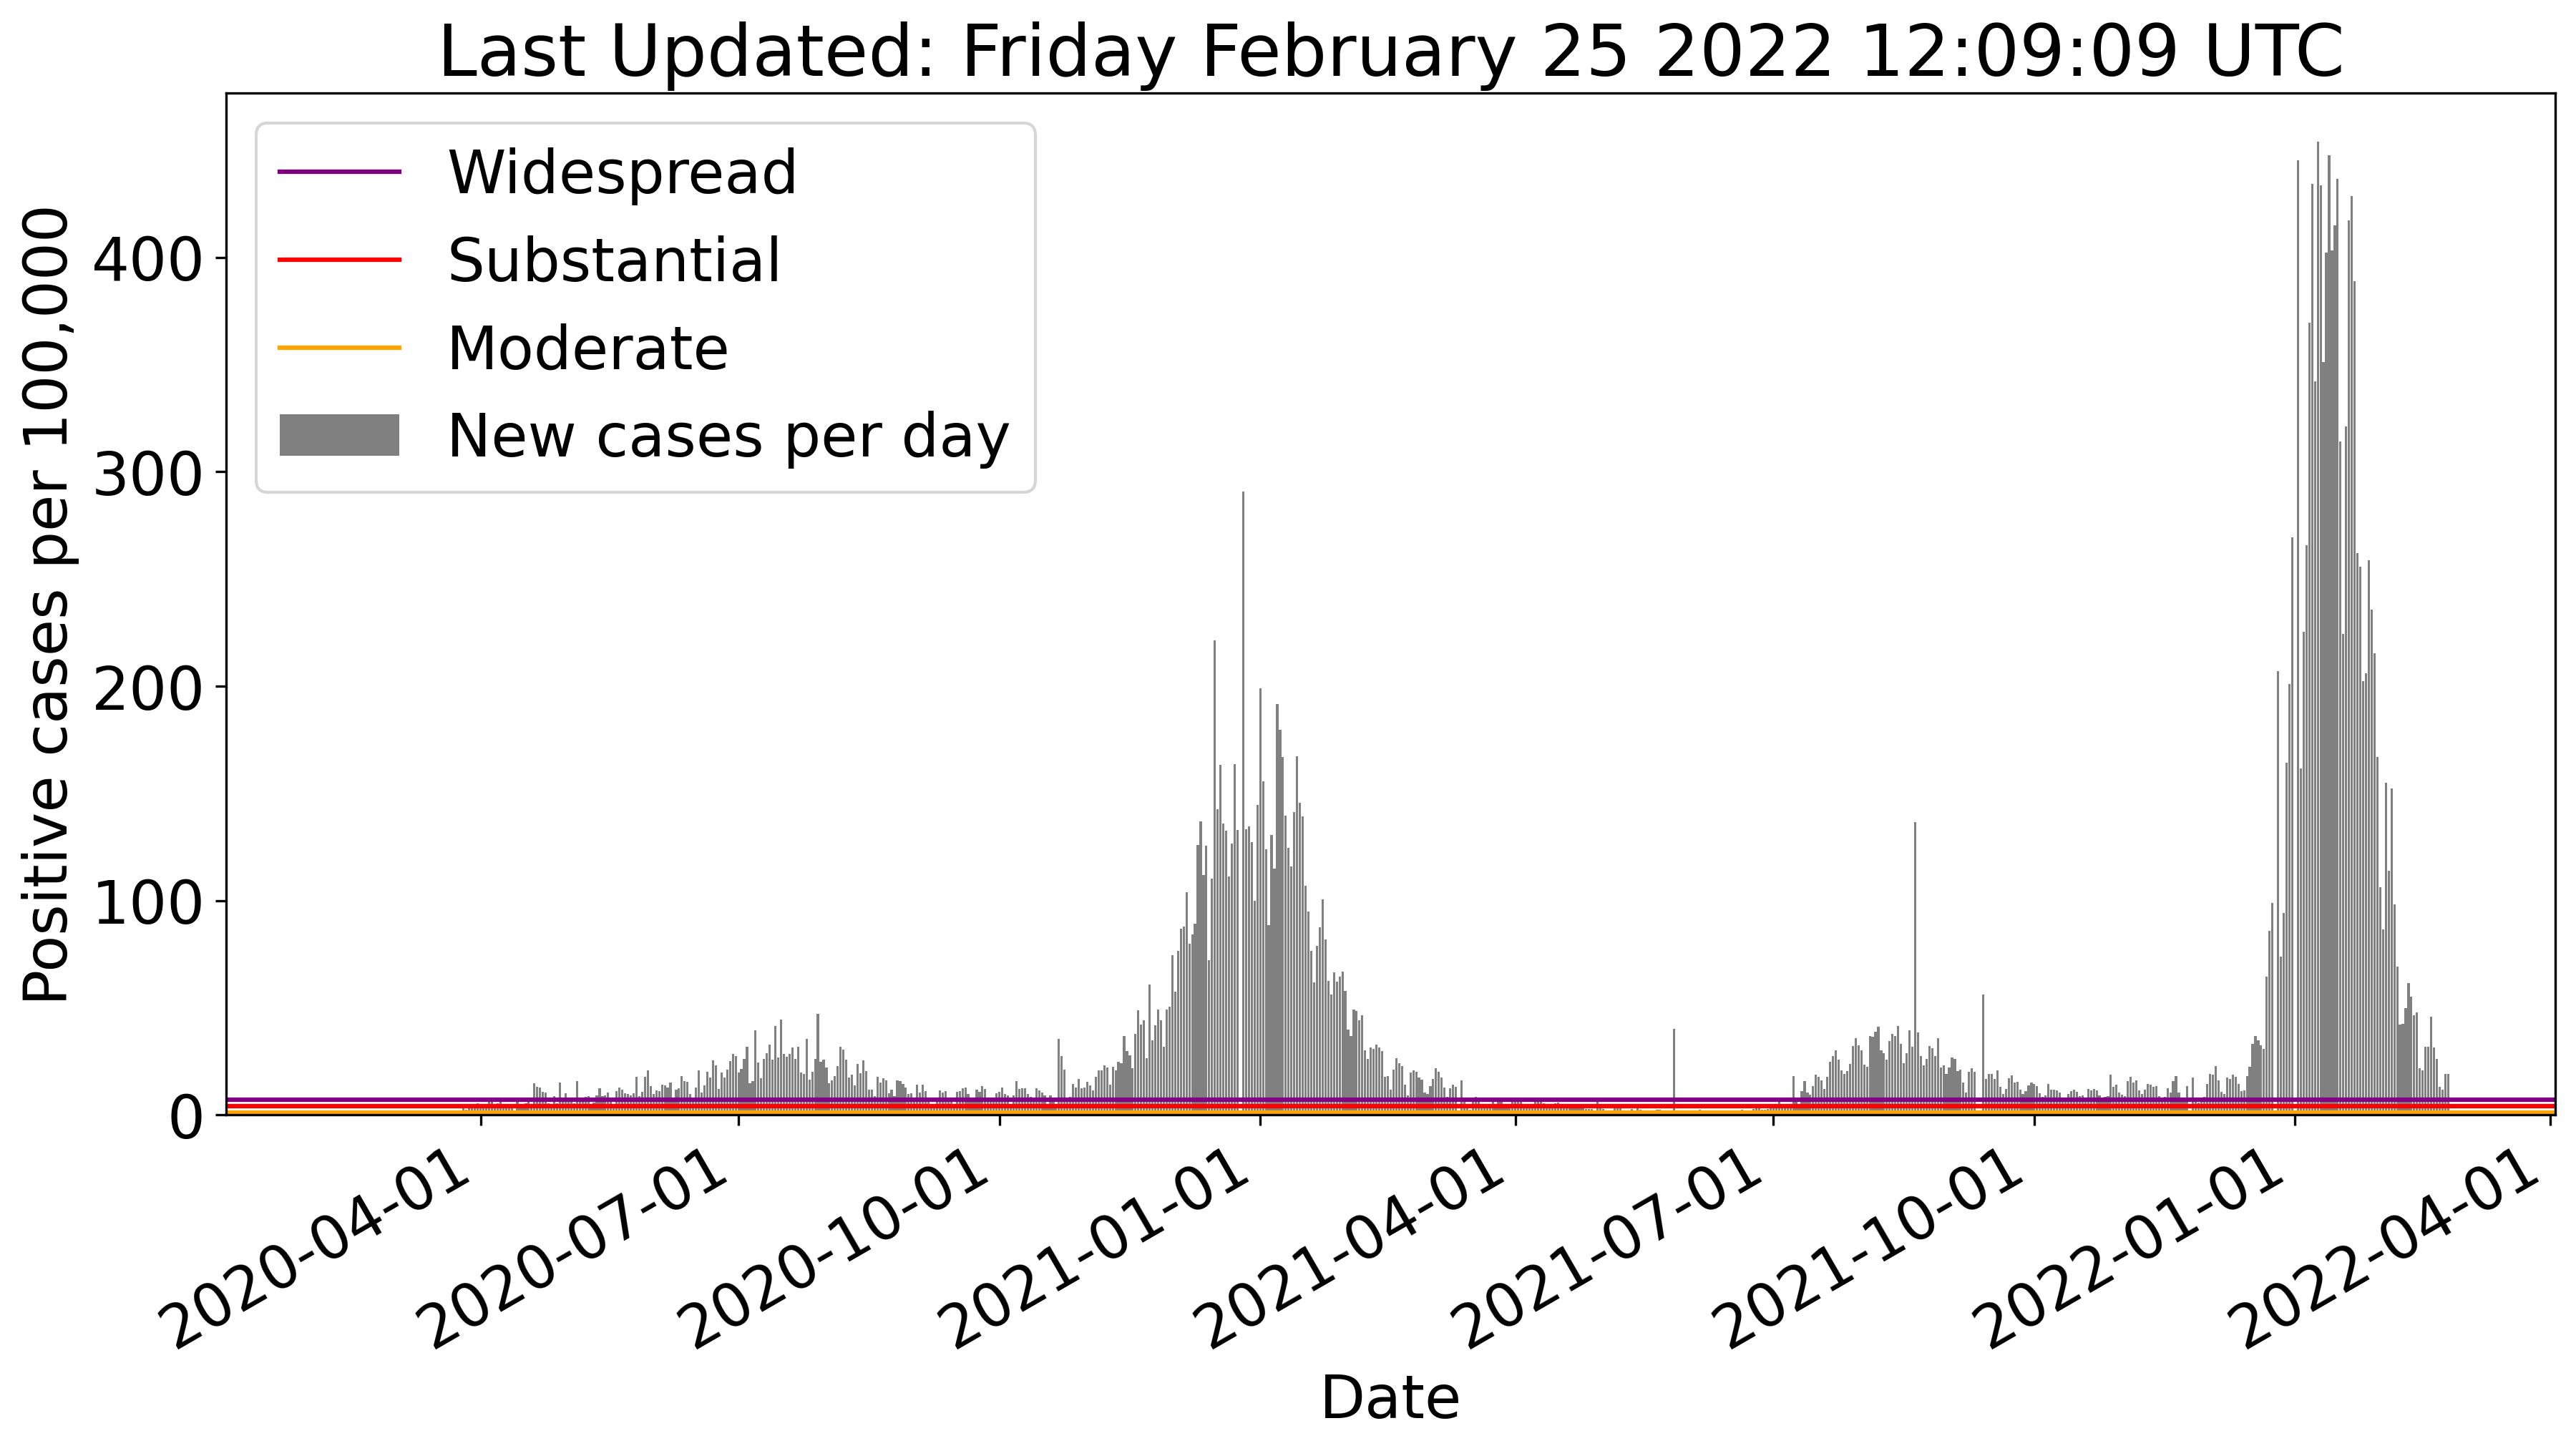 Last Updated: Friday February 25 2022 12:09:09 UTC
Widespread
Substantial
Moderate
New cases per day
Positive cases per 100,000
400
300
200
100
0
2020-04-01
2020-07-01
2020-10-01
2021-01-01
2021-04-01
2021-07-01
2021-10-01
2022-01-01
2022-04-01
Date